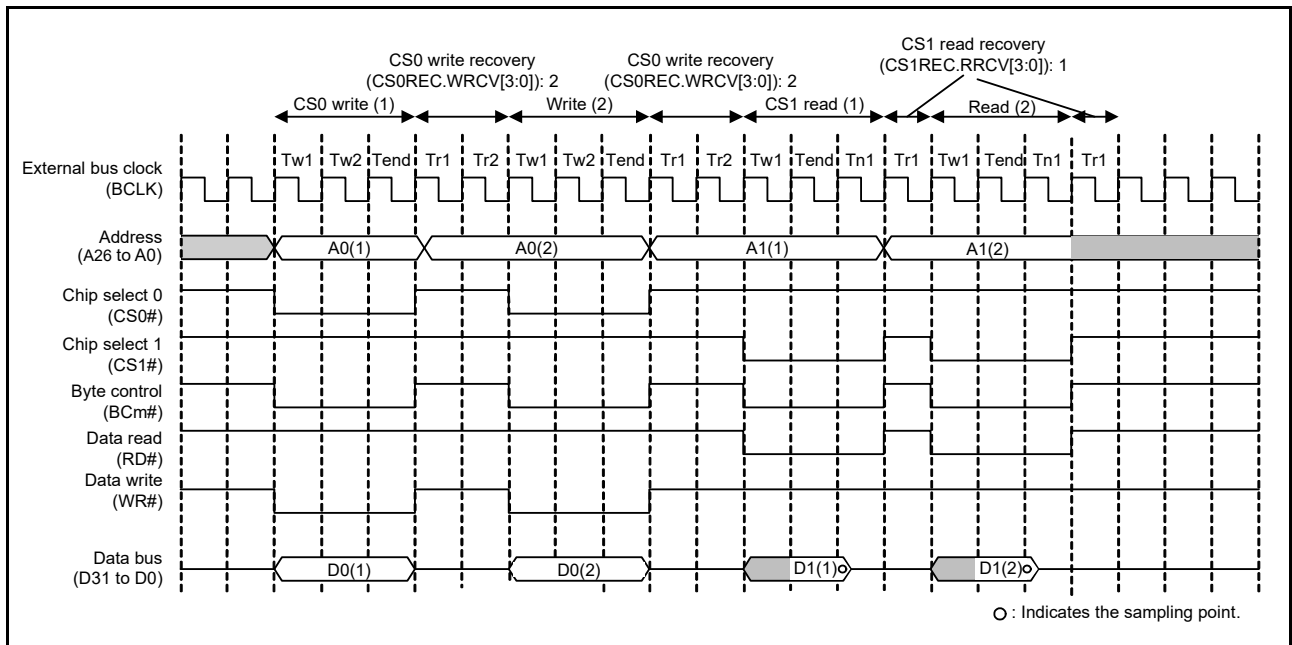 CS1 read recovery
(CS1REC.RRCV[3:0]): 1
CS0 write recovery
(CS0REC.WRCV[3:0]): 2
CS0 write recovery
(CS0REC.WRCV[3:0]): 2
CS0 write (1)
Write (2)
CS1 read (1)
Read (2)
Tw1 Tw2 Tend Tr1 Tr2 Tw1 Tw2 Tend Tr1 Tr2 Tw1 Tend Tn1 Tr1 Tw1 Tend Tn1 Tr1
External bus clock
(BCLK)
Address
(A26 to A0)
A0(1) A0(2) A1(1) A1(2)
Chip select 0
(CS0#)
Chip select 1
(CS1#)
Byte control
(BCm#)
Data read
(RD#)
Data write
(WR#)
Data bus
(D31 to D0)
D0(1) D0(2) D1(1) D1(2)
: Indicates the sampling point.